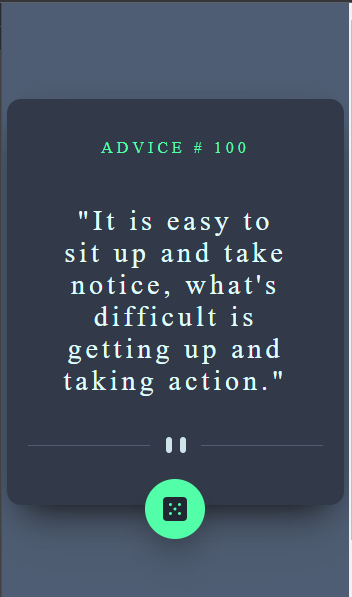 ADVICE # 100
"It is easy to
sit up and take
notice, what's
difficult is
getting up and
taking action."